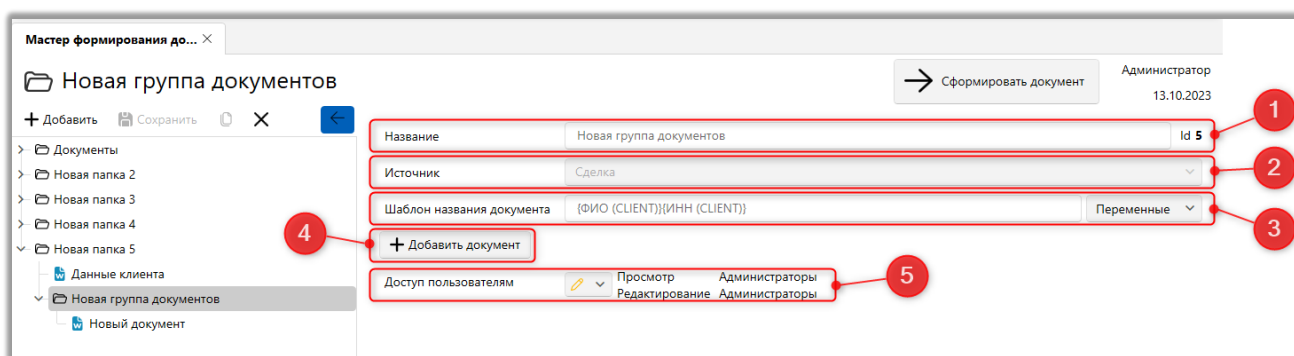 Мастер формирования до... ×
Новая группа документов
Сформировать документ
Администратор
13.10.2023
Добавить Сохранить
Документы
Новая папка 2
Новая папка 3
Новая папка 4
Новая папка 5
Данные клиента
Новая группа документов
Новый документ
Название Новая группа документов Id 5
1
Источник Сделка
2
Шаблон названия документа {ФИО (CLIENT)}{ИНН (CLIENT)} Переменные
3
4
Добавить документ
Доступ пользователям Просмотр Администраторы
Редактирование Администраторы
5